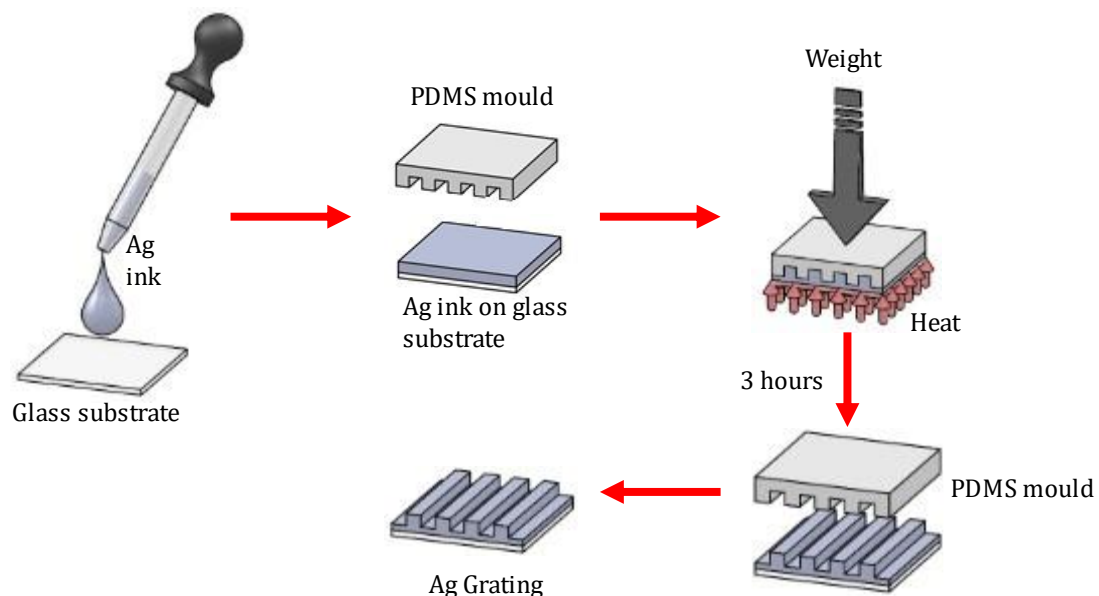 Ag
ink
Glass substrate
PDMS mould
Ag ink on glass
substrate
Weight
Heat
3 hours
PDMS mould
Ag Grating